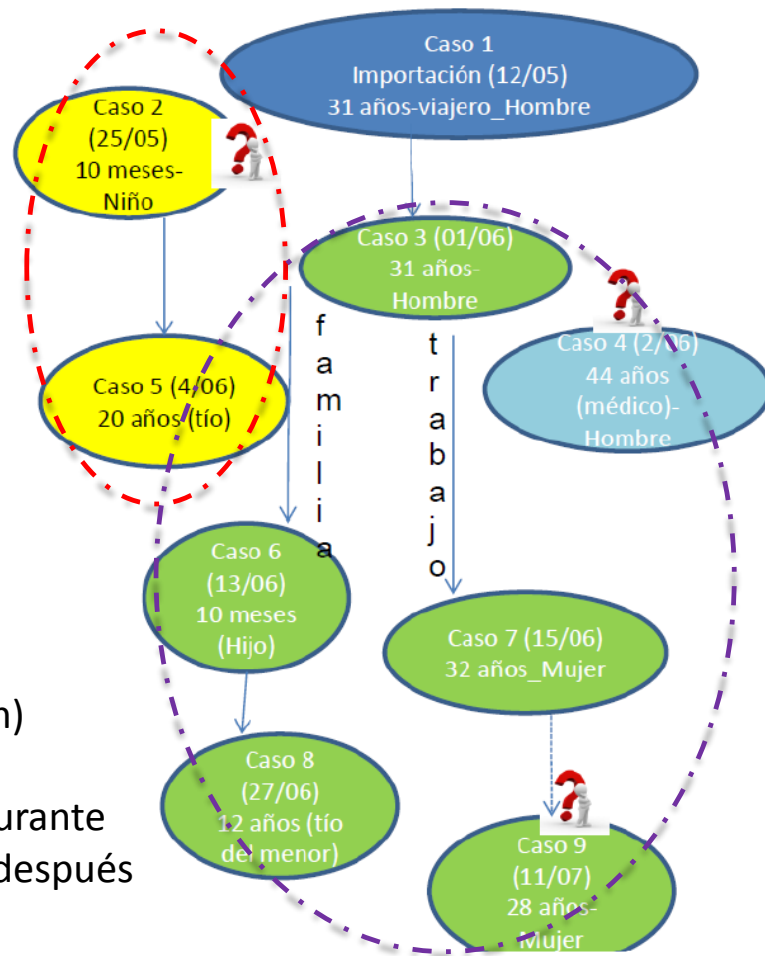 Caso 1
Importación (12/05)
31 años-viajero_Hombre
Caso 2
(25/05)
10 meses-
Niño
Caso 3 (01/06)
31 años-
Hombre
Caso 4 (2/06)
44 años
(médico)-
Hombre
Caso 5 (4/06)
20 años (tío)
familia
trabajo
Caso 6
(13/06)
10 meses
(Hijo)
Caso 7 (15/06)
32 años_Mujer
n)
urante
después
Caso 8
(27/06)
12 años (tío
del menor)
Caso 9
(11/07)
28 años-
Mujer